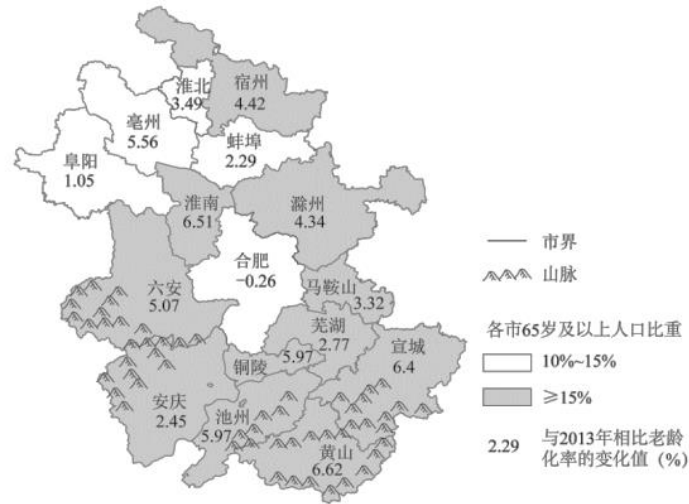 淮北
3.49
宿州
4.42
亳州
5.56
蚌埠
2.29
阜阳
1.05
淮南
6.51
滁州
4.34
合肥
-0.26
六安
5.07
马鞍山
3.32
芜湖
2.77
铜陵
5.97
宣城
6.4
安庆
2.45
池州
5.97
黄山
6.62
市界
山脉
各市65岁及以上人口比重
10%~15%
≥15%
2.29 与2013年相比老龄
化率的变化值（%）